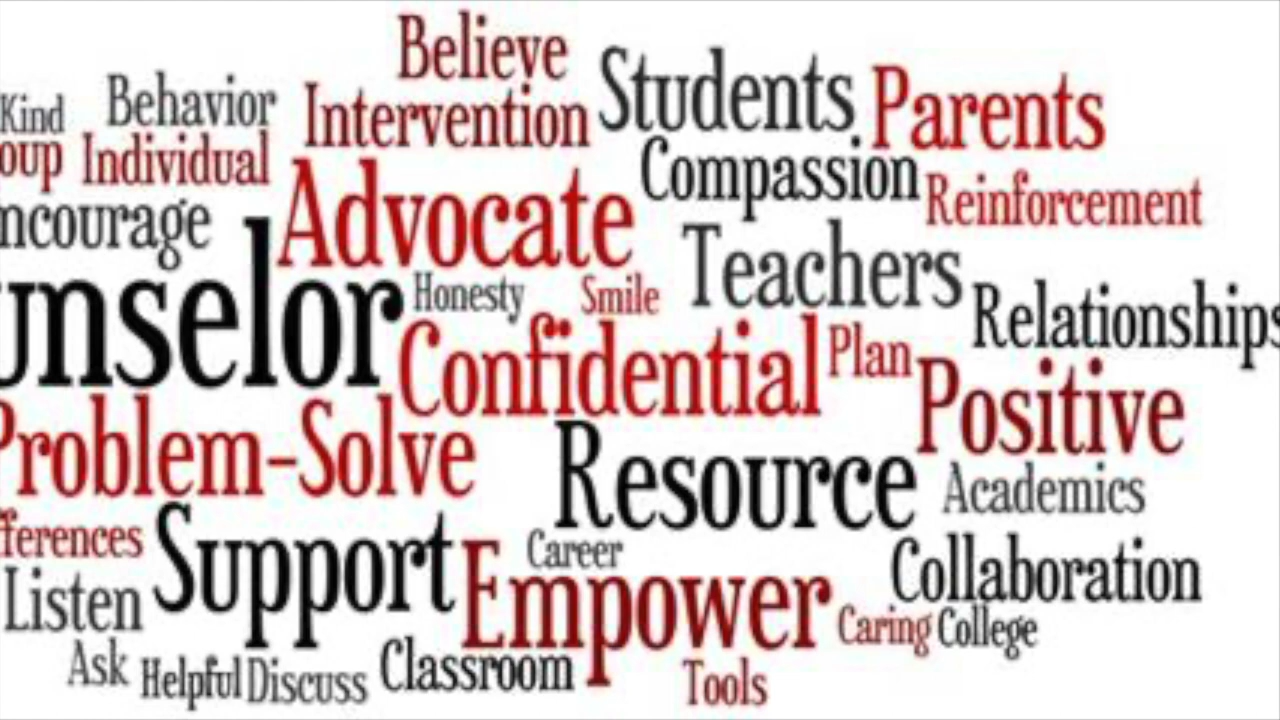 Believe
Students Parents
Kind Behavior Intervention
oup Individual Compassion
Advocate Reinforcement
ncourage Teachers
unselor Honesty Smile Relationships
Confidential Plan Positive
Problem-Solve Resource
Academics
fferences Support Career Collaboration
Listen Empower Caring College
Ask Helpful Discuss Classroom Tools